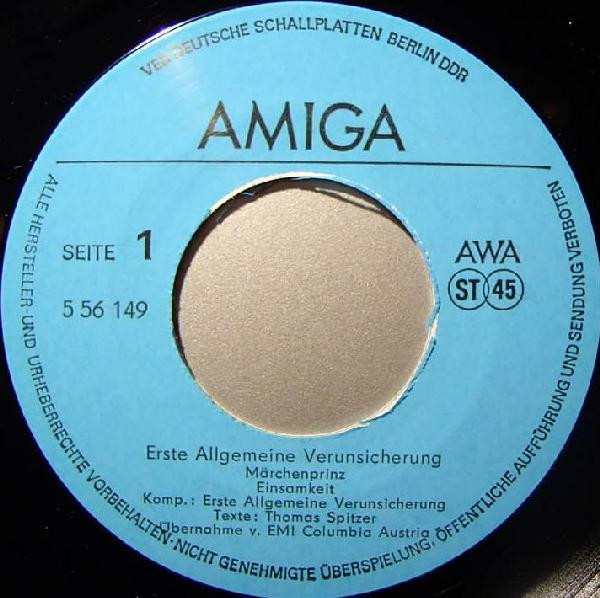 VEB DEUTSCHE SCHALLPLATTEN BERLIN DDR
AMIGA
SEITE 1
5 56 149
AWA
ST 45
Erste Allgemeine Verunsicherung
Märchenprinz
Einsamkeit
Komp.: Erste Allgemeine Verunsicherung
Texte: Thomas Spitzer
Übernahme v. EMI Columbia Austria
ALLE HERSTELLER- UND URHEBERRECHTE VORBEHALTEN · NICHT GENEHMIGTE ÜBERSPIELUNG, ÖFFENTLICHE AUFFÜHRUNG UND SENDUNG VERBOTEN